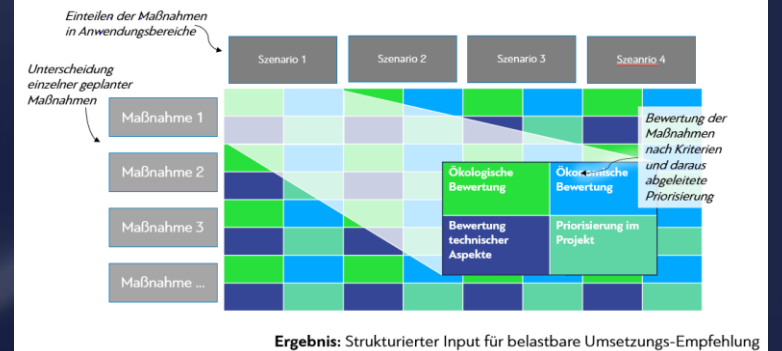 Einteilen der Maßnahmen
in Anwendungsbereiche
Szenario 1
Szenario 2
Szenario 3
Szeanrio 4
Unterscheidung
einzelner geplanter
Maßnahmen
Maßnahme 1
Maßnahme 2
Maßnahme 3
Maßnahme ...
Bewertung der
Maßnahmen
nach Kriterien
und daraus
abgeleitete
Priorisierung
Ökologische
Bewertung
Ökonomische
Bewertung
Bewertung
technischer
Aspekte
Priorisierung im
Projekt
Ergebnis: Strukturierter Input für belastbare Umsetzungs-Empfehlung